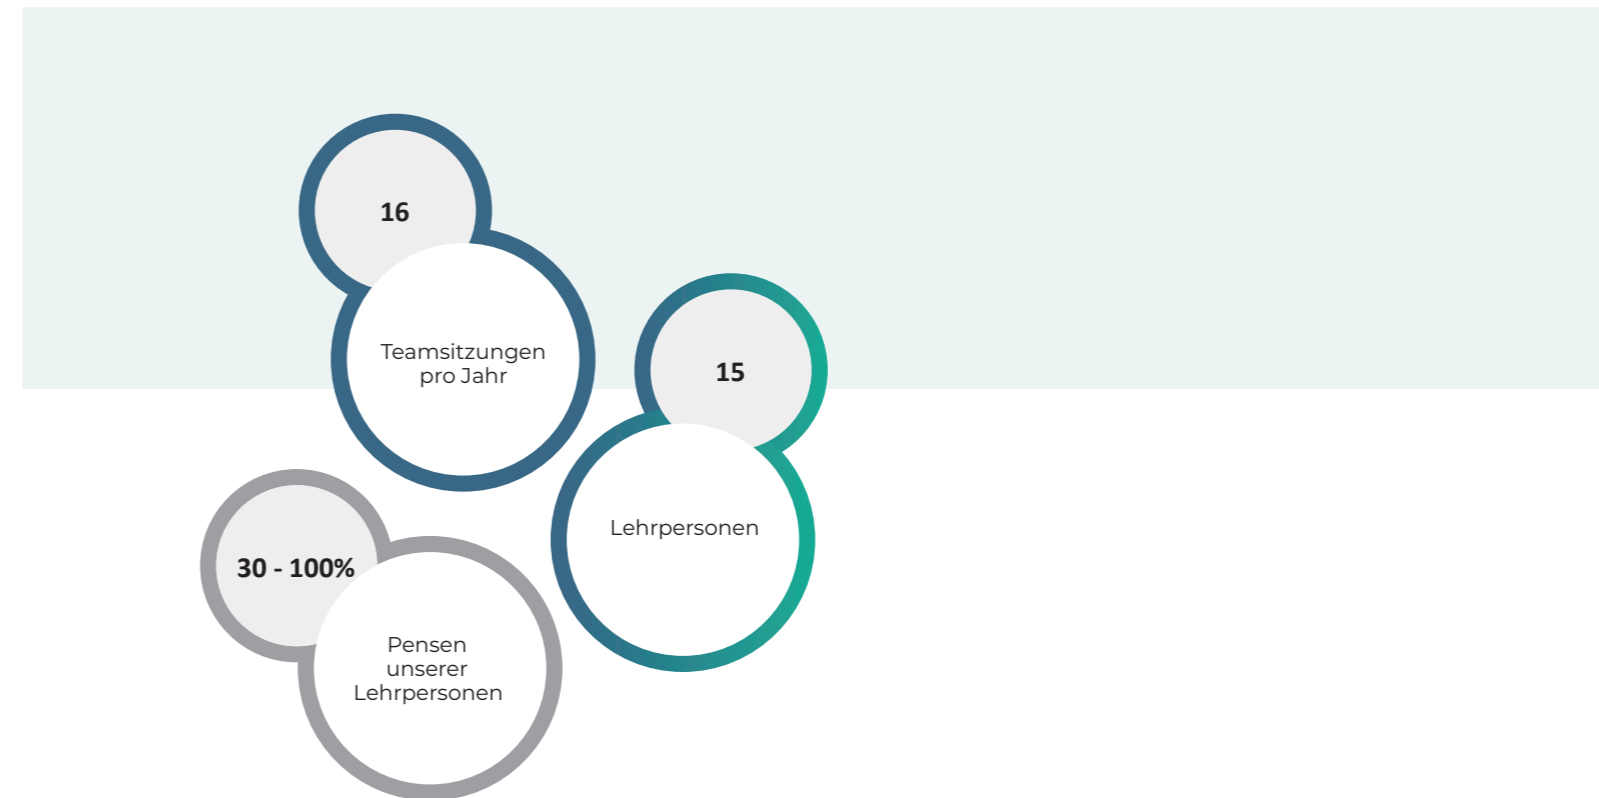 16
Teamsitzungen
pro Jahr
15
Lehrpersonen
30 - 100%
Pensen
unserer
Lehrpersonen